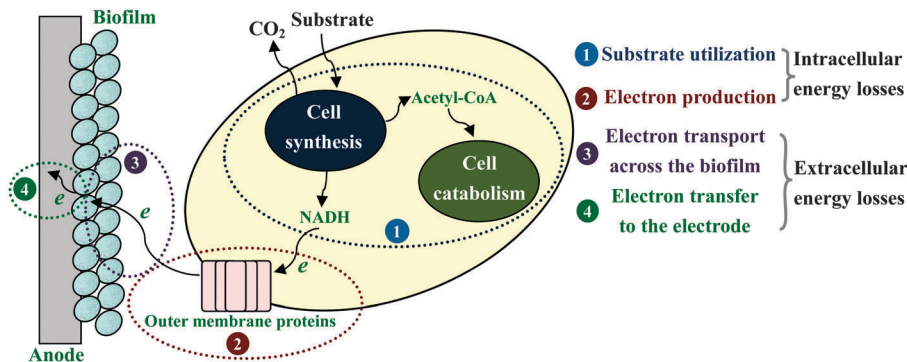 Biofilm
CO2
Substrate
Cell
synthesis
Acetyl-CoA
Cell
catabolism
NADH
1
e
3
4
e
e
Outer membrane proteins
2
Anode
1 Substrate utilization
2 Electron production
Intracellular
energy losses
3 Electron transport
across the biofilm
4 Electron transfer
to the electrode
Extracellular
energy losses